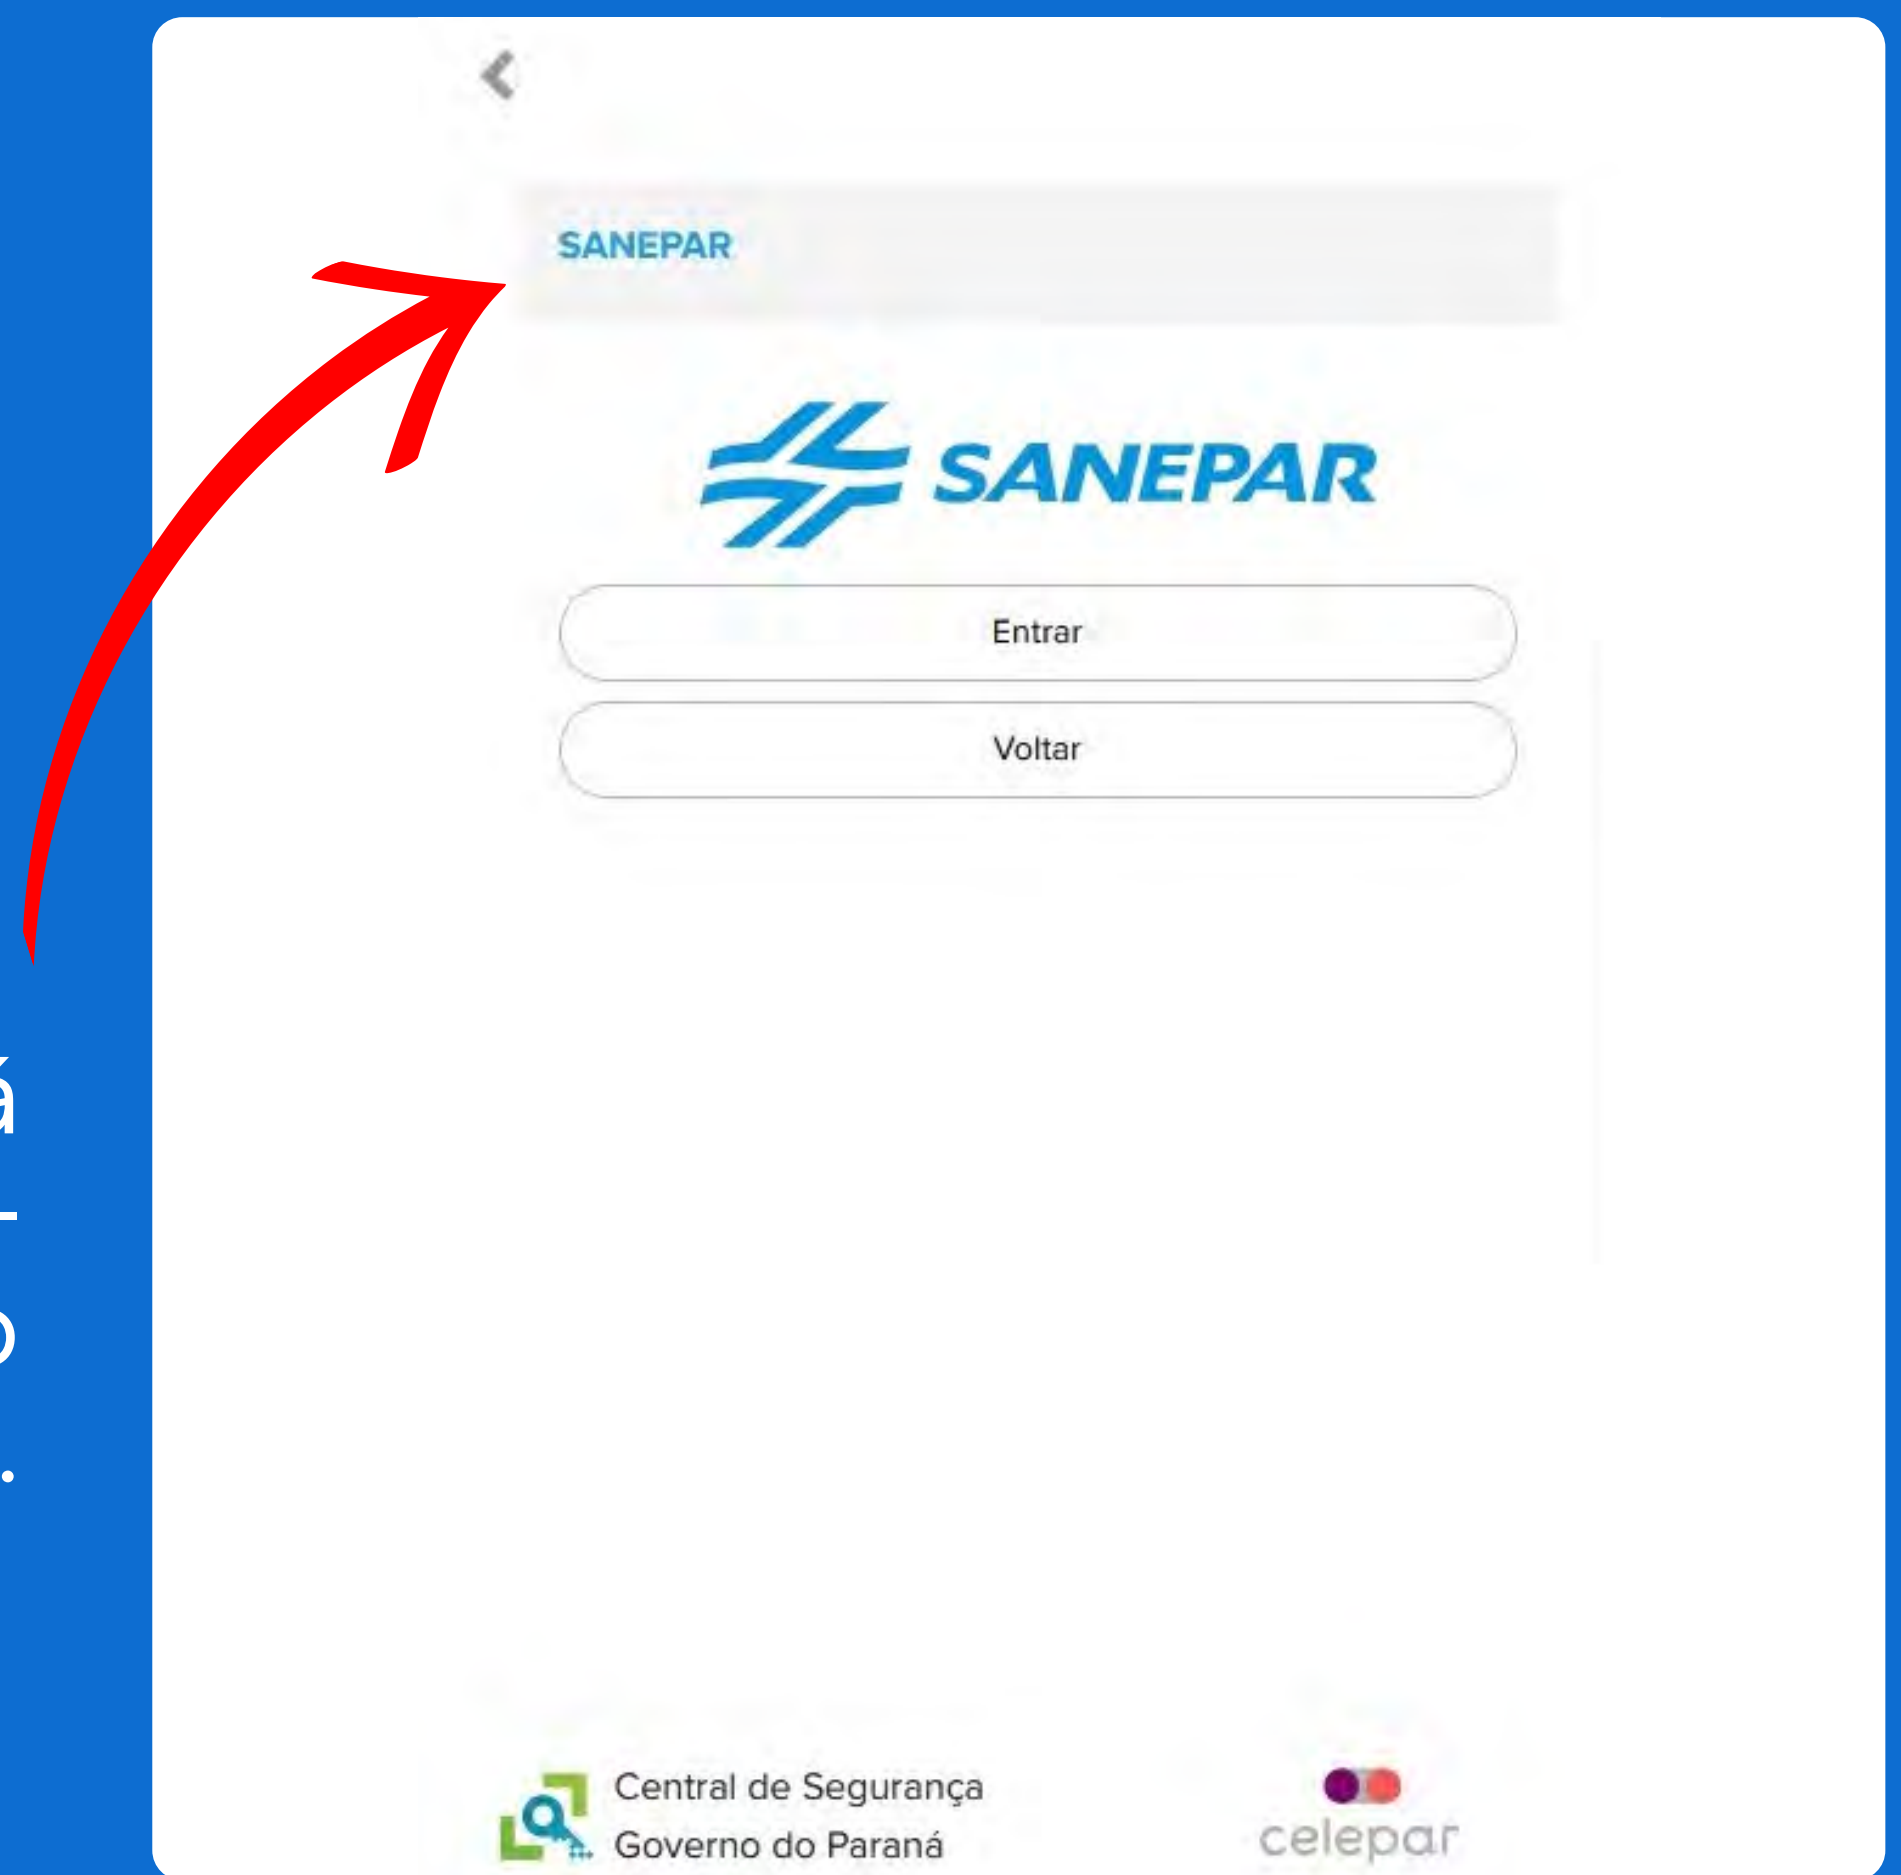 SANEPAR
SANEPAR
Entrar
Voltar
á
-
o
.
Central de Segurança
Governo do Paraná
celepar